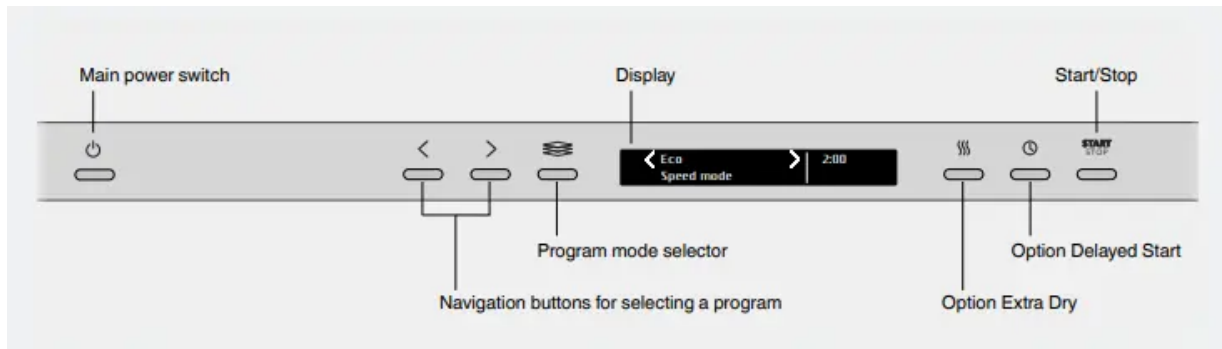 Main power switch
Display
Start/Stop
Eco
2:00
Speed mode
START
STOP
Program mode selector
Option Delayed Start
Navigation buttons for selecting a program
Option Extra Dry